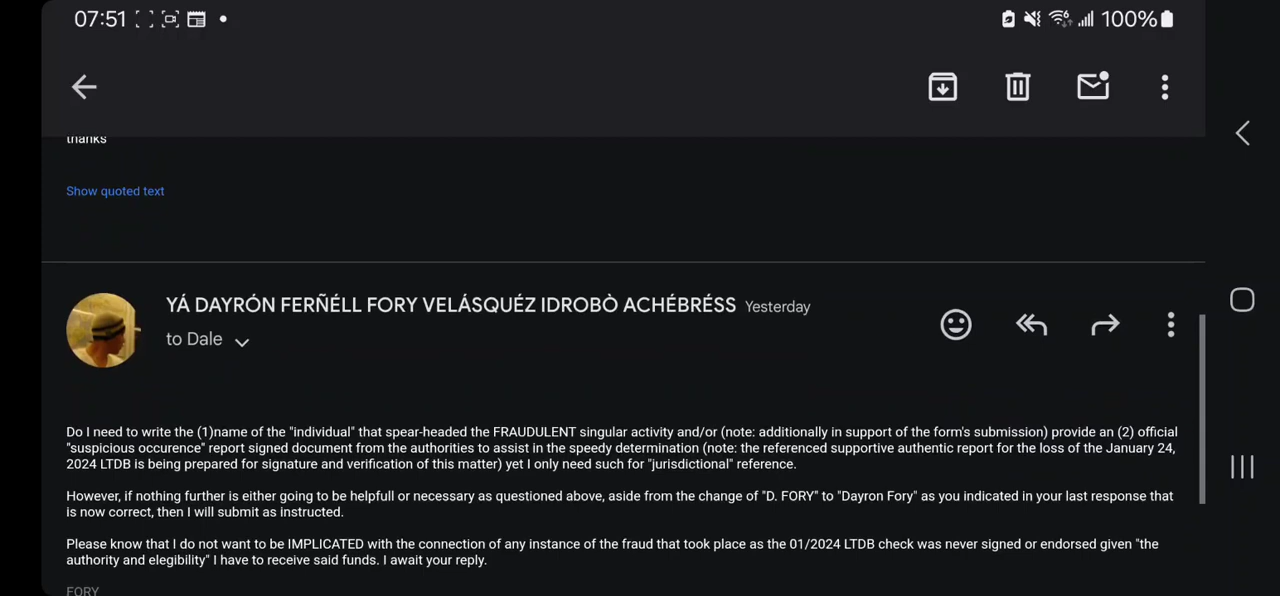 07:51
100%
thanks
Show quoted text
YÁ DAYRÓN FERÑÉLL FORY VELÁSQUÉZ IDROBÒ ACHÉBRÉSS Yesterday
to Dale
Do I need to write the (1)name of the "individual" that spear-headed the FRAUDULENT singular activity and/or (note: additionally in support of the form's submission) provide an (2) official
"suspicious occurence" report signed document from the authorities to assist in the speedy determination (note: the referenced supportive authentic report for the loss of the January 24,
2024 LTDB is being prepared for signature and verification of this matter) yet I only need such for "jurisdictional" reference.
However, if nothing further is either going to be helpfull or necessary as questioned above, aside from the change of "D. FORY" to "Dayron Fory" as you indicated in your last response that
is now correct, then I will submit as instructed.
Please know that I do not want to be IMPLICATED with the connection of any instance of the fraud that took place as the 01/2024 LTDB check was never signed or endorsed given "the
authority and elegibility" I have to receive said funds. I await your reply.
FORY